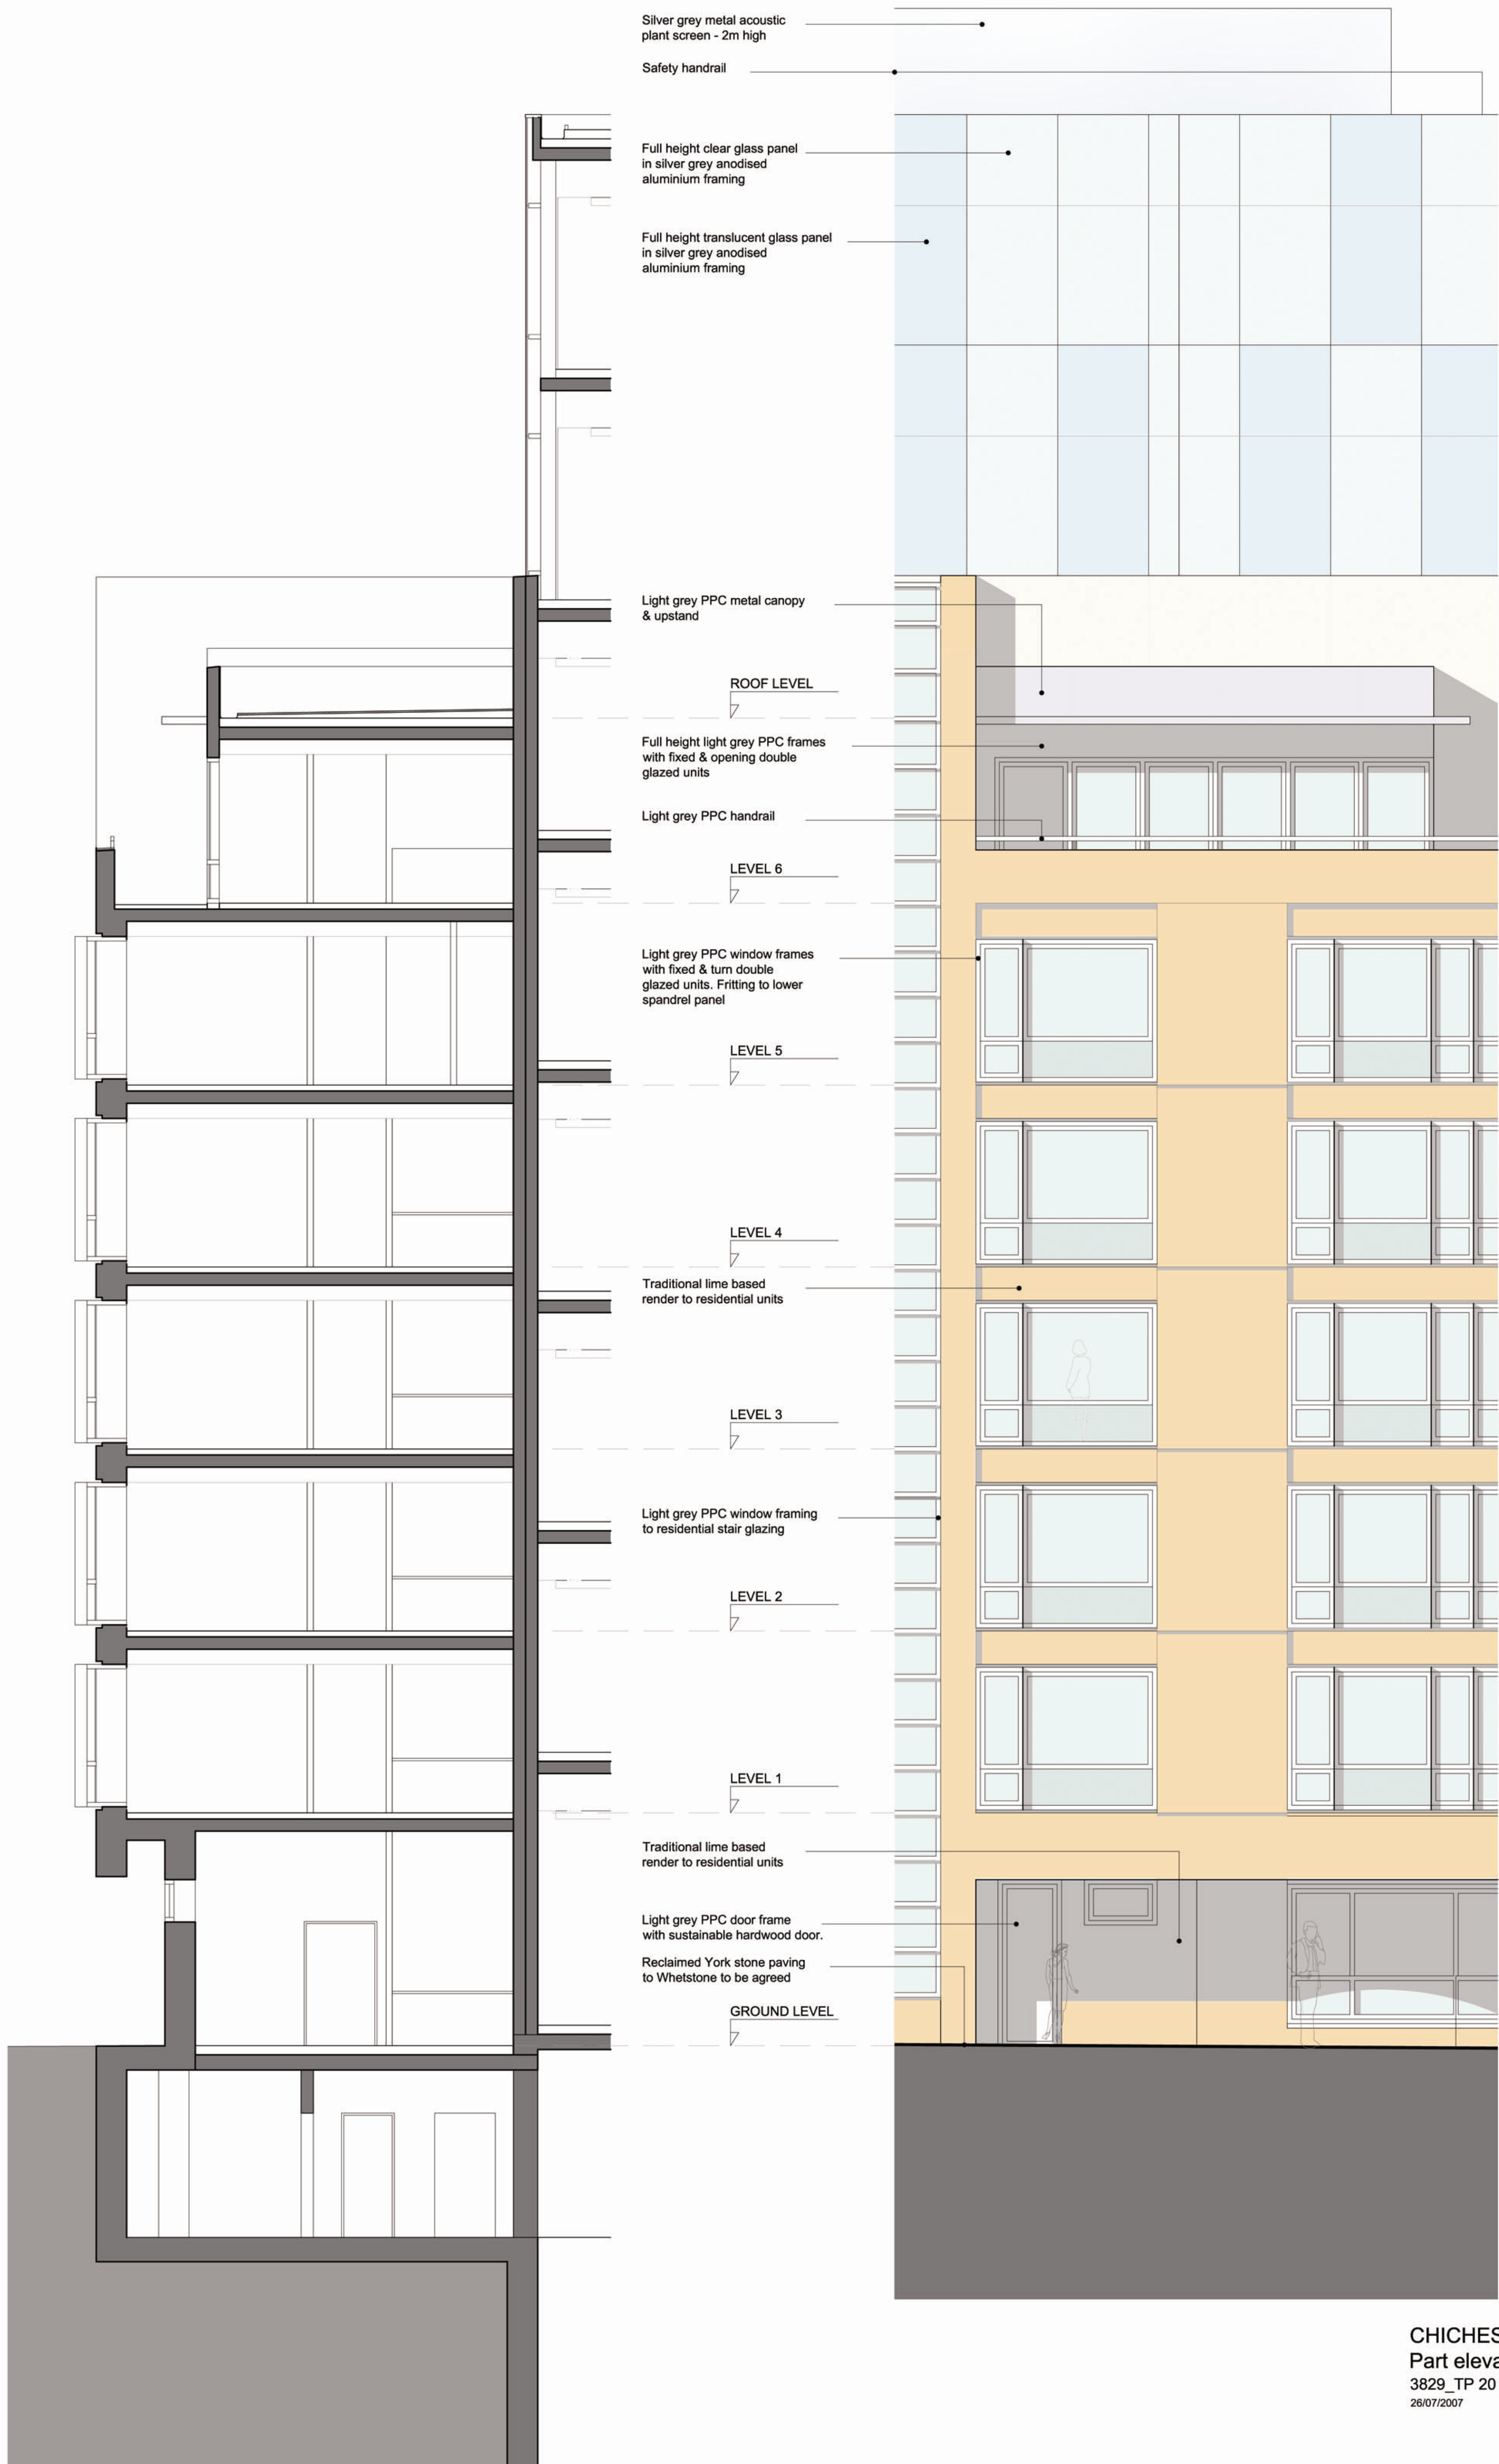 Silver grey metal acoustic
plant screen - 2m high
Safety handrail
Full height clear glass panel
in silver grey anodised
aluminium framing
Full height translucent glass panel
in silver grey anodised
aluminium framing
Light grey PPC metal canopy
& upstand
ROOF LEVEL
Full height light grey PPC frames
with fixed & opening double
glazed units
Light grey PPC handrail
LEVEL 6
Light grey PPC window frames
with fixed & turn double
glazed units. Fritting to lower
spandrel panel
LEVEL 5
LEVEL 4
Traditional lime based
render to residential units
LEVEL 3
Light grey PPC window framing
to residential stair glazing
LEVEL 2
LEVEL 1
Traditional lime based
render to residential units
Light grey PPC door frame
with sustainable hardwood door.
Reclaimed York stone paving
to Whetstone to be agreed
GROUND LEVEL
CHICHES
Part eleva
3829_TP 20
26/07/2007